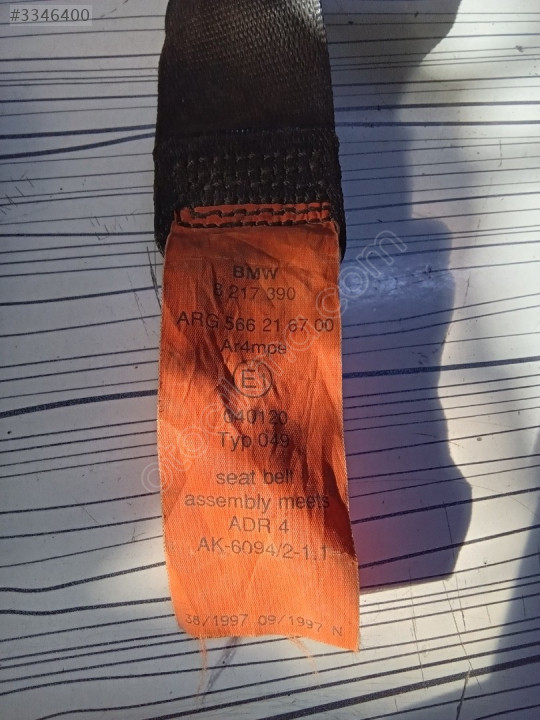 #3346400
BMW
8 217 390
ARG 566 21 67 00
Ar4mpe
E
040120
Typ 049
seat belt
assembly meets
ADR 4
AK-6094/2-1.1
38/1997 09/1997 N